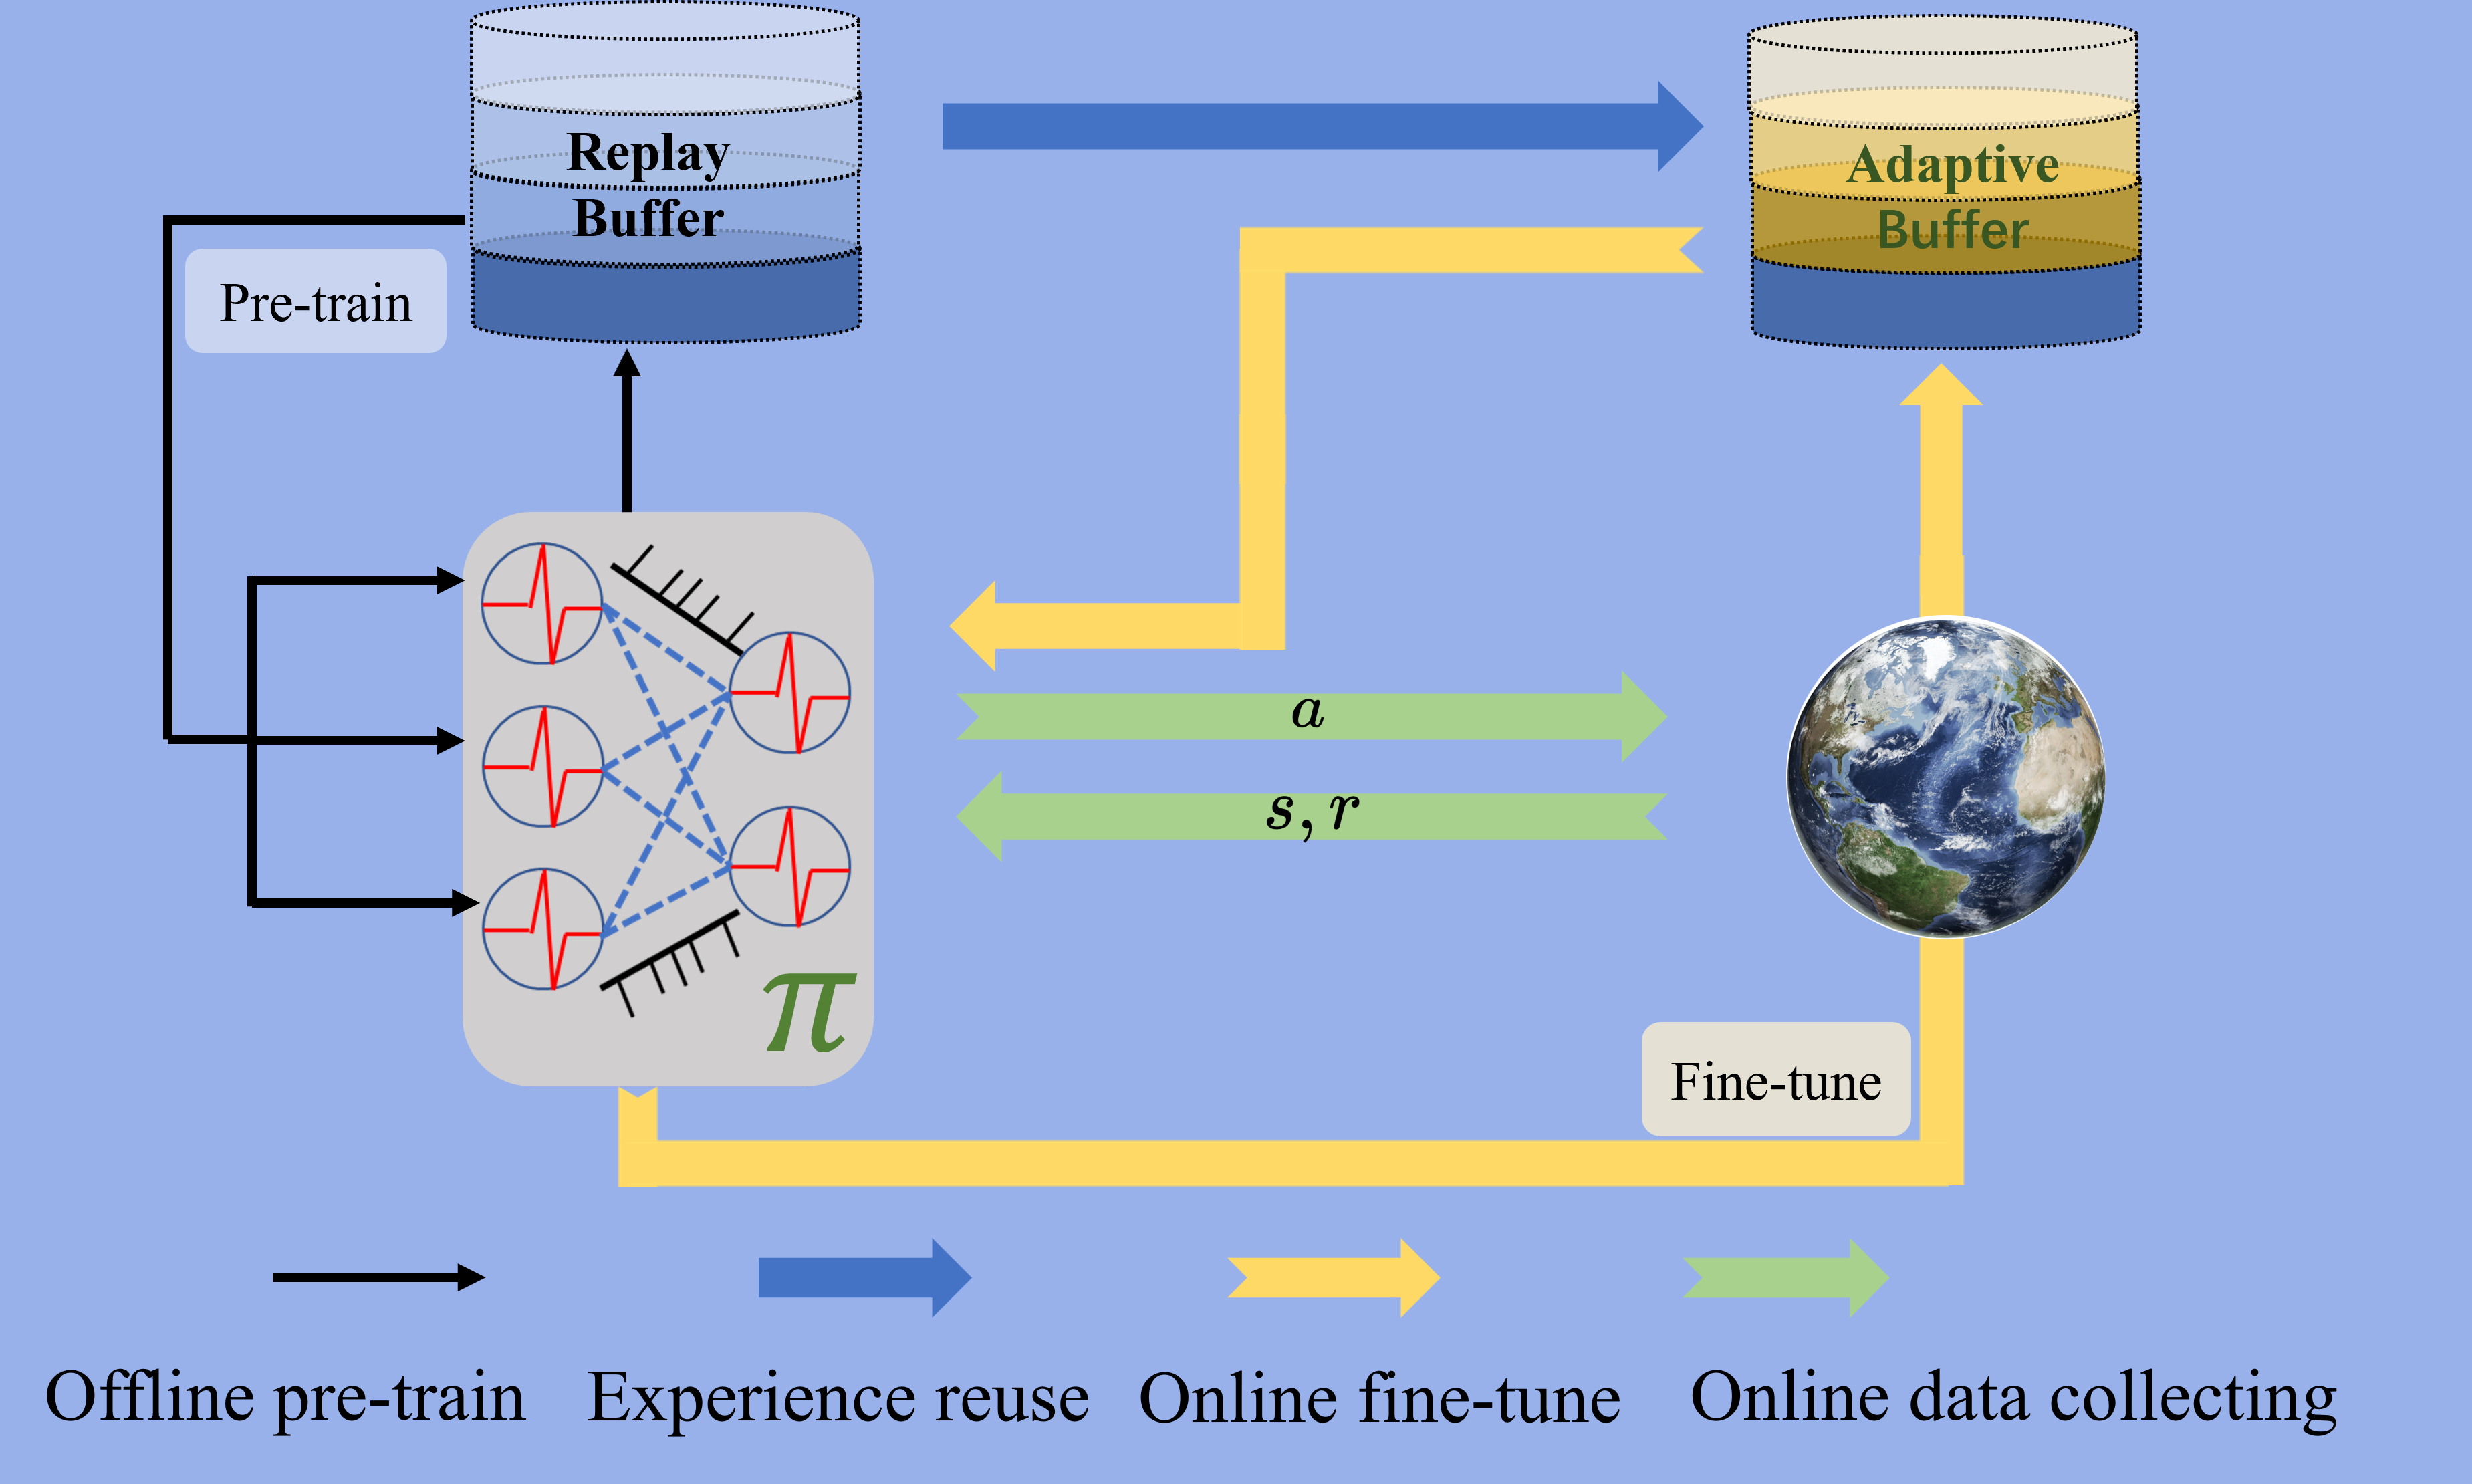 Replay
Buffer
Adaptive
Buffer
Pre-train
a
s, r
π
Fine-tune
Offline pre-train
Experience reuse
Online fine-tune
Online data collecting